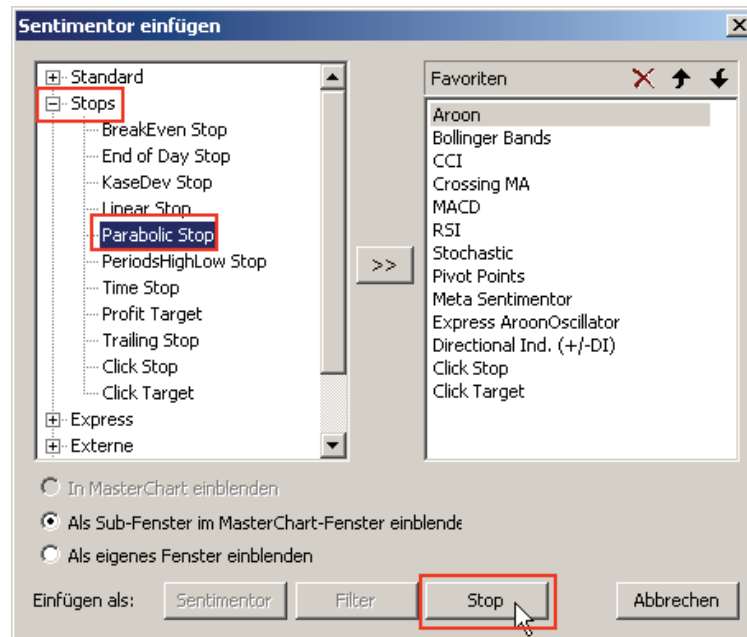 Sentimentor einfügen
Standard
Stops
BreakEven Stop
End of Day Stop
KaseDev Stop
Linear Stop
Parabolic Stop
PeriodsHighLow Stop
Time Stop
Profit Target
Trailing Stop
Click Stop
Click Target
Express
Externe
>>
Favoriten
Aroon
Bollinger Bands
CCI
Crossing MA
MACD
RSI
Stochastic
Pivot Points
Meta Sentimentor
Express AroonOscillator
Directional Ind. (+/-DI)
Click Stop
Click Target
In MasterChart einblenden
Als Sub-Fenster im MasterChart-Fenster einblende
Als eigenes Fenster einblenden
Einfügen als: Sentimentor Filter Stop Abbrechen